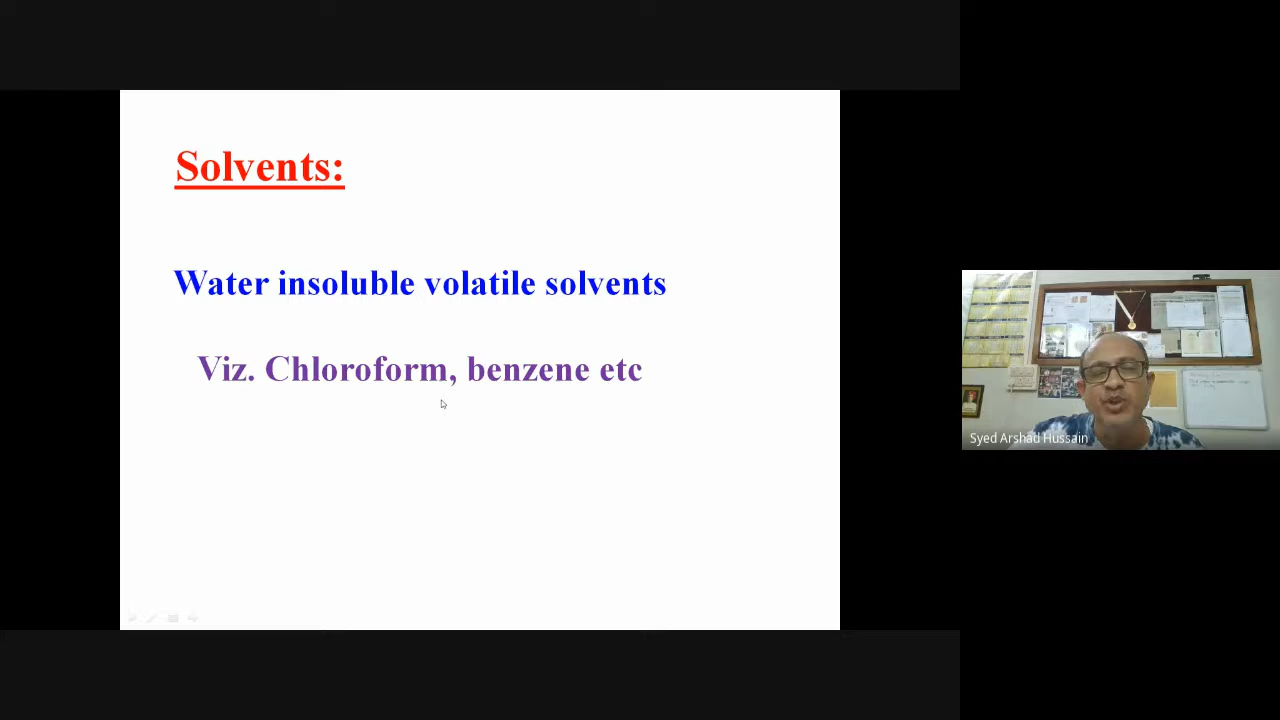 Solvents:
Water insoluble volatile solvents
Viz. Chloroform, benzene etc
Syed Arshad Hussain